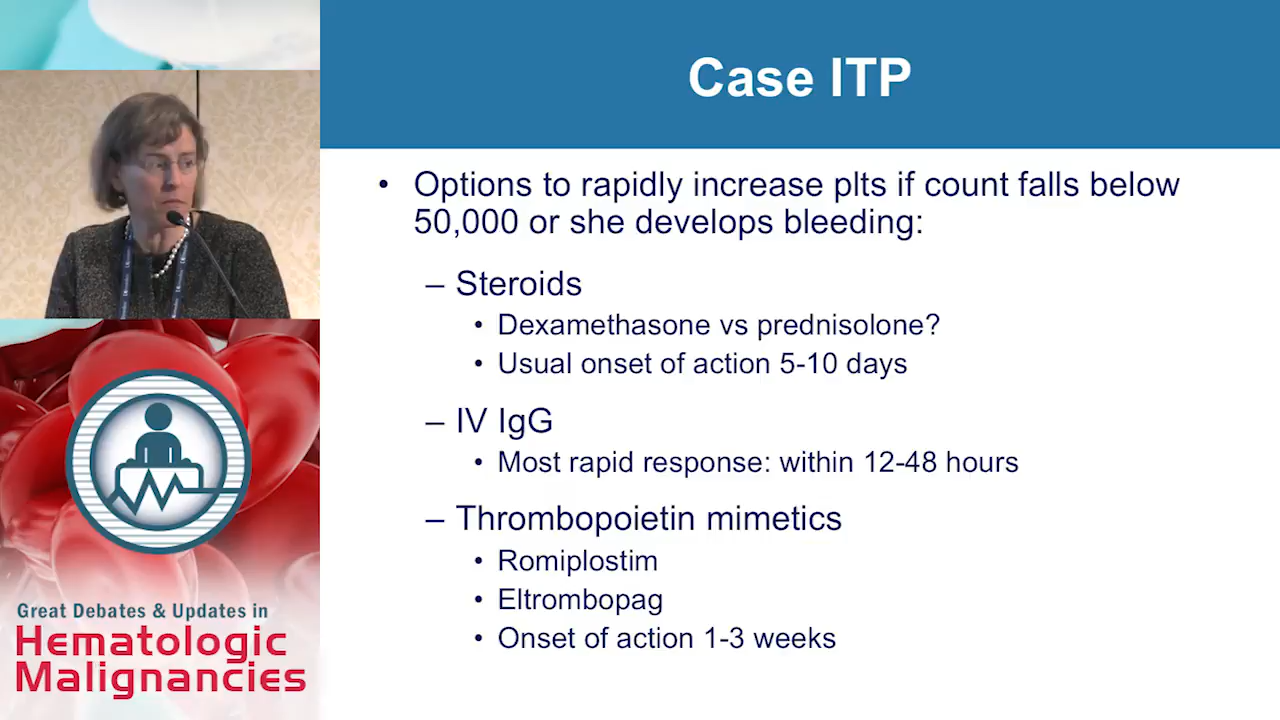 Case ITP
• Options to rapidly increase plts if count falls below
50,000 or she develops bleeding:
– Steroids
• Dexamethasone vs prednisolone?
• Usual onset of action 5-10 days
– IV IgG
• Most rapid response: within 12-48 hours
– Thrombopoietin mimetics
• Romiplostim
• Eltrombopag
• Onset of action 1-3 weeks
Great Debates & Updates in
Hematologic
Malignancies